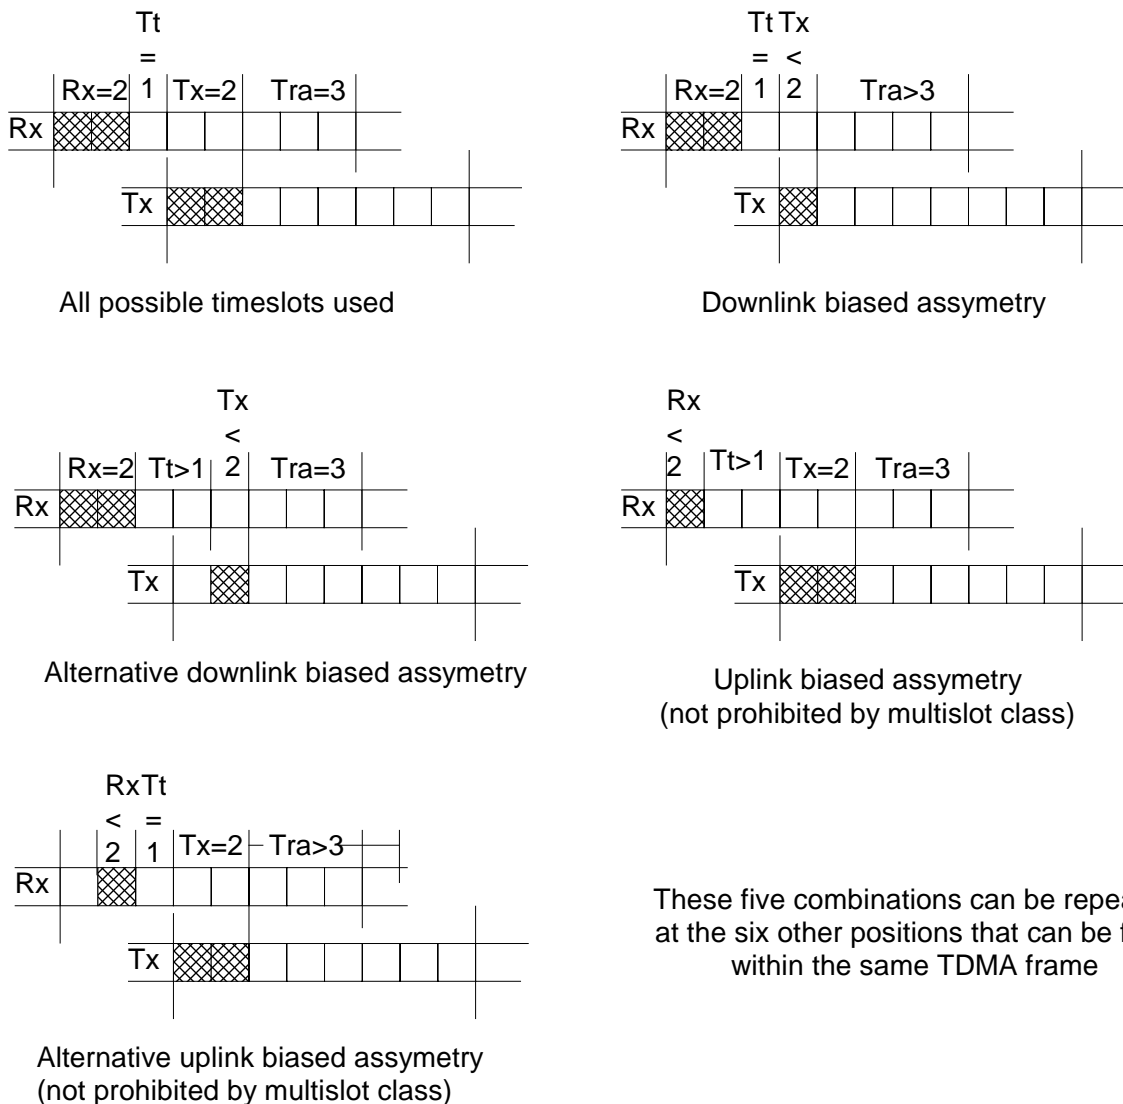 Tt
=
1
Rx=2 Tx=2 Tra=3
Rx
Tx
All possible timeslots used
Tt Tx
= <
1 2
Rx=2 Tra>3
Rx
Tx
Downlink biased assymetry
Tx
<
2
Rx=2 Tt>1 Tra=3
Rx
Tx
Alternative downlink biased assymetry
Rx
<
2
Tt>1 Tx=2 Tra=3
Rx
Tx
Uplink biased assymetry
(not prohibited by multislot class)
RxTt
< =
2 1
Tx=2 Tra>3
Rx
Tx
Alternative uplink biased assymetry
(not prohibited by multislot class)
These five combinations can be
at the six other positions that can be
within the same TDMA frame